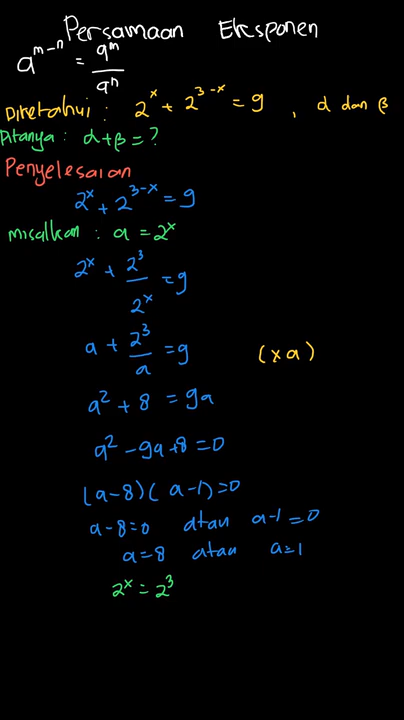 Persamaan Eksponen
a^(m-n) = a^m/a^n
Diketahui : 2^x + 2^(3-x) = 9 , α dan β
Ditanya : α+β = ?
Penyelesaian
2^x + 2^(3-x) = 9
misalkan : a = 2^x
2^x + 2^3/2^x = 9
a + 2^3/a = 9 (x a)
a^2 + 8 = 9a
a^2 - 9a + 8 = 0
(a-8)(a-1) = 0
a-8=0 atau a-1=0
a=8 atau a=1
2^x = 2^3